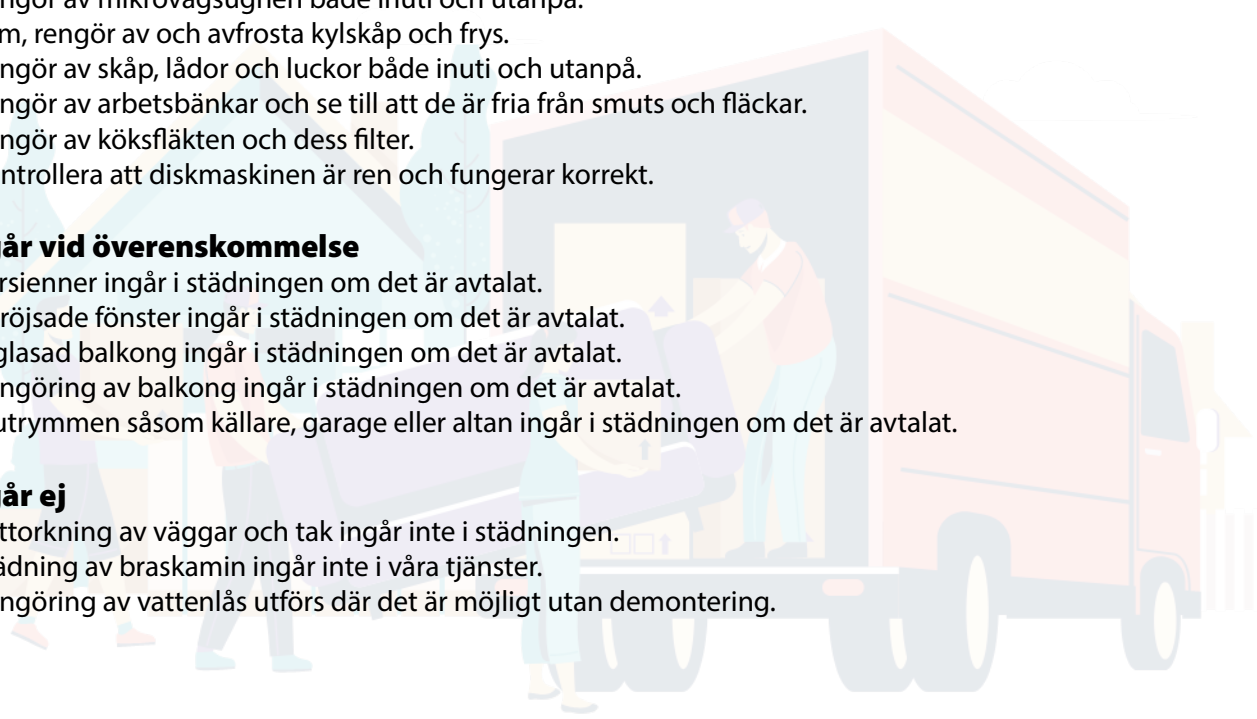 ngör av mikrovågsugnen både inuti och utanpå.
m, rengör av och avfrosta kylskåp och frys.
ngör av skåp, lådor och luckor både inuti och utanpå.
ngör av arbetsbänkar och se till att de är fria från smuts och fläckar.
ngör av köksfläkten och dess filter.
ntrollera att diskmaskinen är ren och fungerar korrekt.
går vid överenskommelse
rsienner ingår i städningen om det är avtalat.
röjsade fönster ingår i städningen om det är avtalat.
glasad balkong ingår i städningen om det är avtalat.
ngöring av balkong ingår i städningen om det är avtalat.
utrymmen såsom källare, garage eller altan ingår i städningen om det är avtalat.
går ej
ttorkning av väggar och tak ingår inte i städningen.
ädning av braskamin ingår inte i våra tjänster.
ngöring av vattenlås utförs där det är möjligt utan demontering.